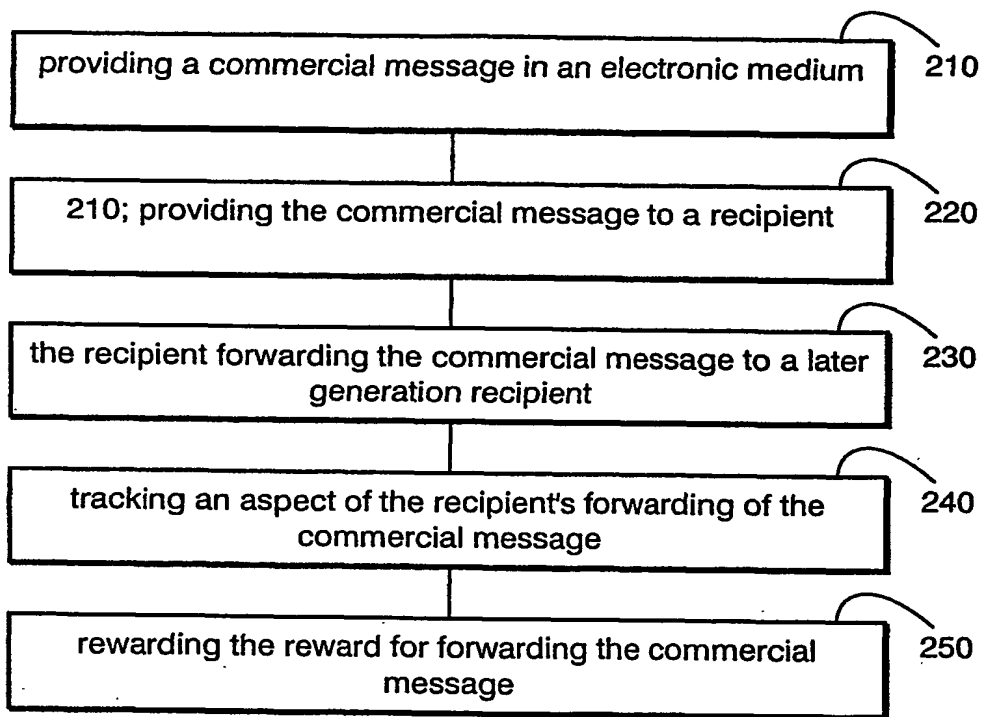 providing a commercial message in an electronic medium
210
210; providing the commercial message to a recipient
220
the recipient forwarding the commercial message to a later
generation recipient
230
tracking an aspect of the recipient's forwarding of the
commercial message
240
rewarding the reward for forwarding the commercial
message
250